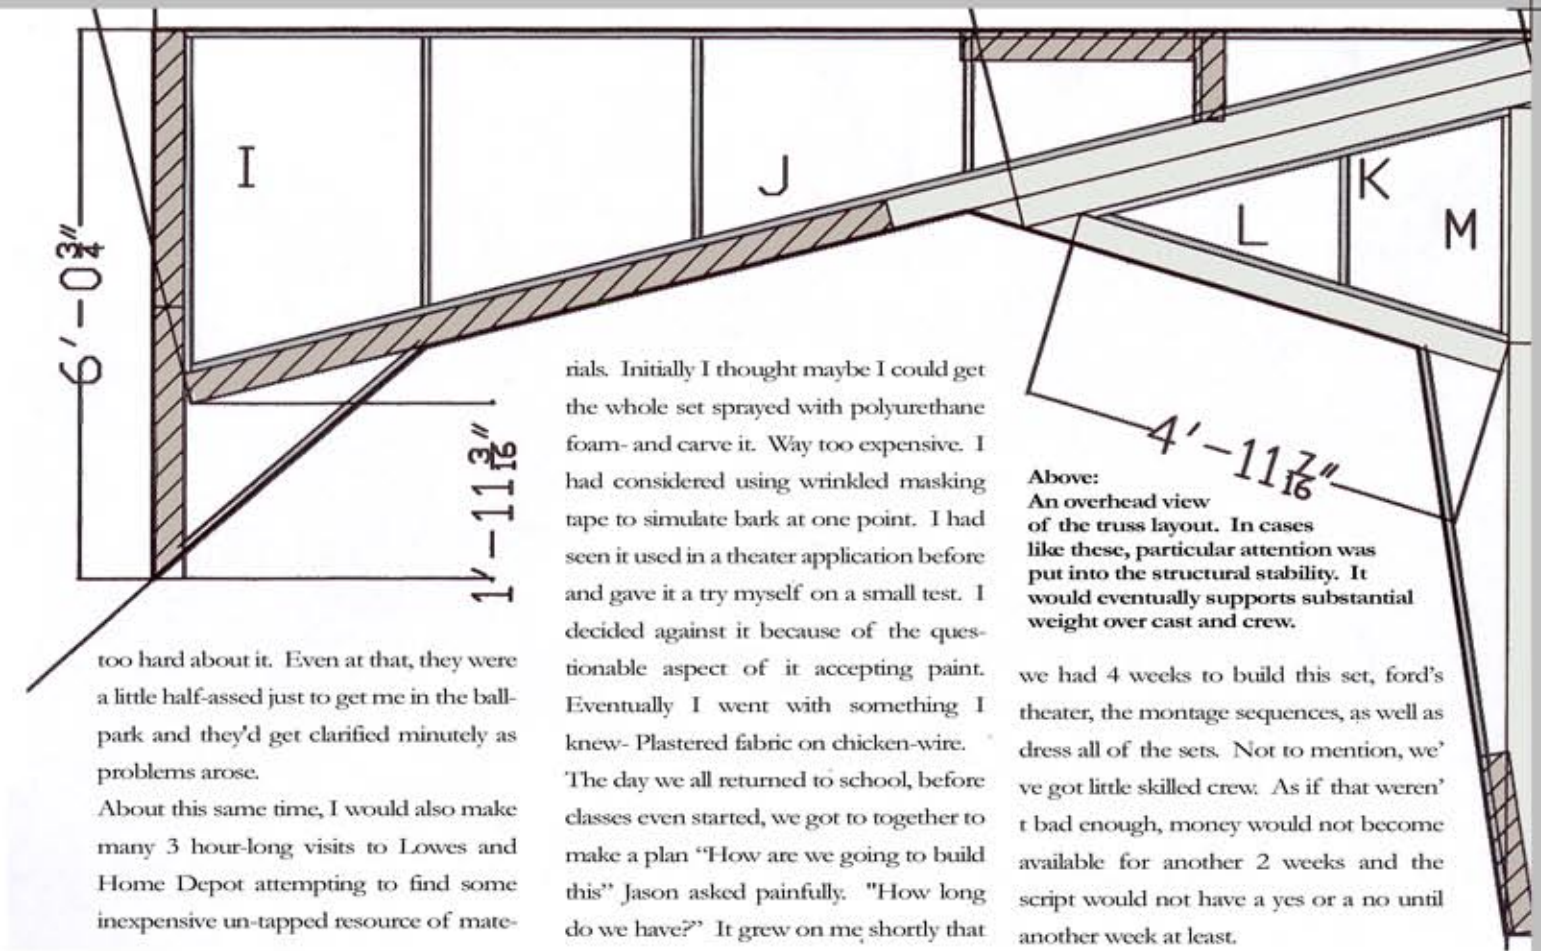 I
J
K
L
M
6'-0 3/4"
1'-11 3/16"
4'-11 7/16"
too hard about it.  Even at that, they were
a little half-assed just to get me in the ball-
park and they'd get clarified minutely as
problems arose.
About this same time, I would also make
many 3 hour-long visits to Lowes and
Home Depot attempting to find some
inexpensive un-tapped resource of mate-
rials.  Initially I thought maybe I could get
the whole set sprayed with polyurethane
foam- and carve it.  Way too expensive.  I
had considered using wrinkled masking
tape to simulate bark at one point.  I had
seen it used in a theater application before
and gave it a try myself on a small test.  I
decided against it because of the ques-
tionable aspect of it accepting paint.
Eventually I went with something I
knew- Plastered fabric on chicken-wire.
The day we all returned to school, before
classes even started, we got to together to
make a plan “How are we going to build
this” Jason asked painfully.  "How long
do we have?”  It grew on me shortly that
Above:
An overhead view
of the truss layout.  In cases
like these, particular attention was
put into the structural stability.  It
would eventually supports substantial
weight over cast and crew.
we had 4 weeks to build this set, ford’s
theater, the montage sequences, as well as
dress all of the sets.  Not to mention, we’
ve got little skilled crew.  As if that weren’
t bad enough, money would not become
available for another 2 weeks and the
script would not have a yes or a no until
another week at least.